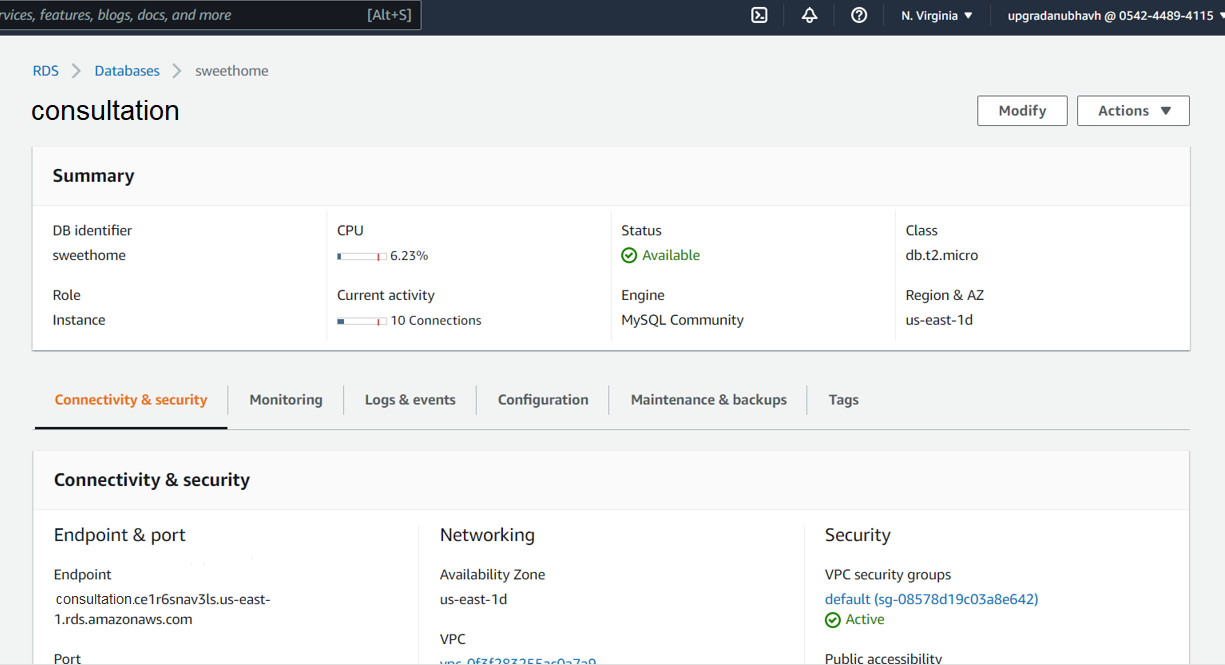 rvices, features, blogs, docs, and more [Alt+S] N. Virginia ▼ upgradanubhavh @ 0542-4489-4115
RDS > Databases > sweethome
consultation
Modify Actions ▼
Summary
DB identifier CPU Status Class
sweethome 6.23% Available db.t2.micro
Role Current activity Engine Region & AZ
Instance 10 Connections MySQL Community us-east-1d
Connectivity & security Monitoring Logs & events Configuration Maintenance & backups Tags
Connectivity & security
Endpoint & port Networking Security
Endpoint Availability Zone VPC security groups
consultation.ce1r6snav3ls.us-east- us-east-1d default (sg-08578d19c03a8e642)
1.rds.amazonaws.com Active
VPC
Port vpc-0f3f283255ac0a7a9 Public accessibility